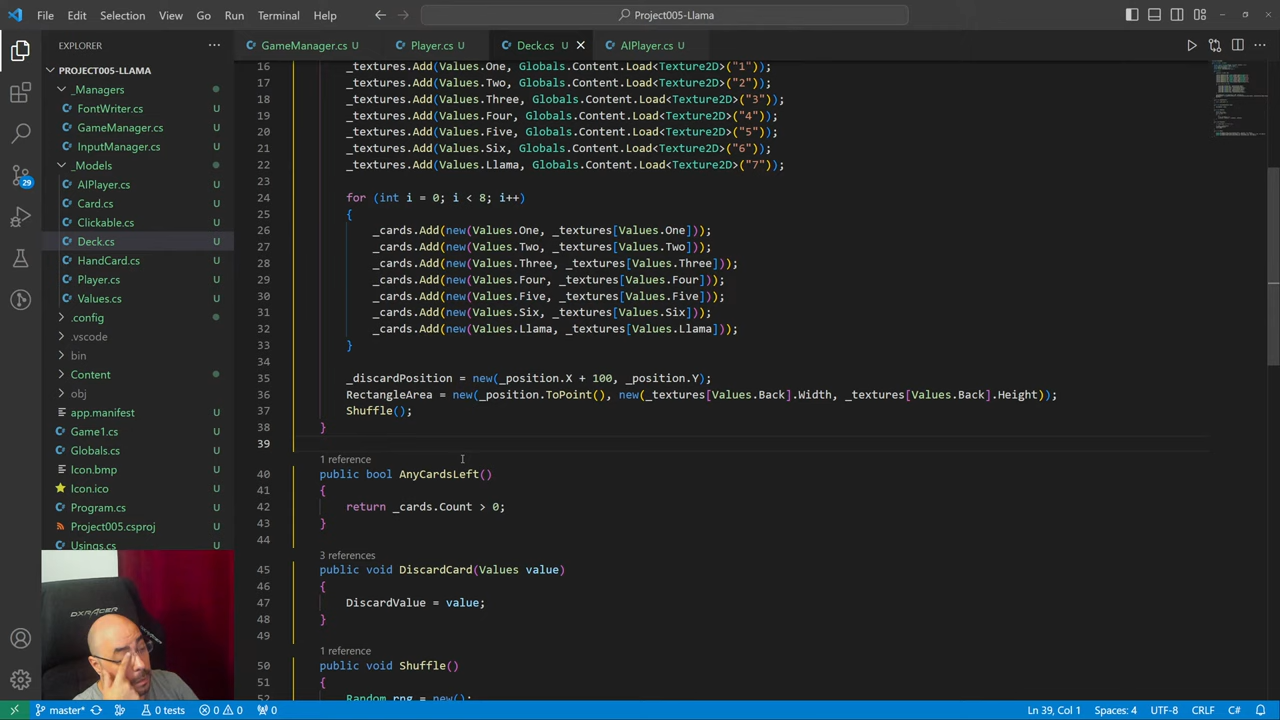 File Edit Selection View Go Run Terminal Help
Project005-Llama
EXPLORER
GameManager.cs U
Player.cs U
Deck.cs U
AIPlayer.cs U
PROJECT005-LLAMA
_Managers
FontWriter.cs U
GameManager.cs U
InputManager.cs U
_Models
AIPlayer.cs U
Card.cs U
Clickable.cs U
Deck.cs U
HandCard.cs U
Player.cs U
Values.cs U
.config
.vscode
bin
Content
obj
app.manifest U
Game1.cs U
Globals.cs U
Icon.bmp U
Icon.ico U
Program.cs U
Project005.csproj U
Usings.cs U
29
16 _textures.Add(Values.One, Globals.Content.Load<Texture2D>("1"));
17 _textures.Add(Values.Two, Globals.Content.Load<Texture2D>("2"));
18 _textures.Add(Values.Three, Globals.Content.Load<Texture2D>("3"));
19 _textures.Add(Values.Four, Globals.Content.Load<Texture2D>("4"));
20 _textures.Add(Values.Five, Globals.Content.Load<Texture2D>("5"));
21 _textures.Add(Values.Six, Globals.Content.Load<Texture2D>("6"));
22 _textures.Add(Values.Llama, Globals.Content.Load<Texture2D>("7"));
23
24 for (int i = 0; i < 8; i++)
25 {
26 _cards.Add(new(Values.One, _textures[Values.One]));
27 _cards.Add(new(Values.Two, _textures[Values.Two]));
28 _cards.Add(new(Values.Three, _textures[Values.Three]));
29 _cards.Add(new(Values.Four, _textures[Values.Four]));
30 _cards.Add(new(Values.Five, _textures[Values.Five]));
31 _cards.Add(new(Values.Six, _textures[Values.Six]));
32 _cards.Add(new(Values.Llama, _textures[Values.Llama]));
33 }
34
35 _discardPosition = new(_position.X + 100, _position.Y);
36 RectangleArea = new(_position.ToPoint(), new(_textures[Values.Back].Width, _textures[Values.Back].Height));
37 Shuffle();
38 }
39
1 reference
40 public bool AnyCardsLeft()
41 {
42 return _cards.Count > 0;
43 }
44
3 references
45 public void DiscardCard(Values value)
46 {
47 DiscardValue = value;
48 }
49
1 reference
50 public void Shuffle()
51 {
52 Random rng = new();
DXRACER
master* 0 tests 0 0 0
Ln 39, Col 1 Spaces: 4 UTF-8 CRLF C#